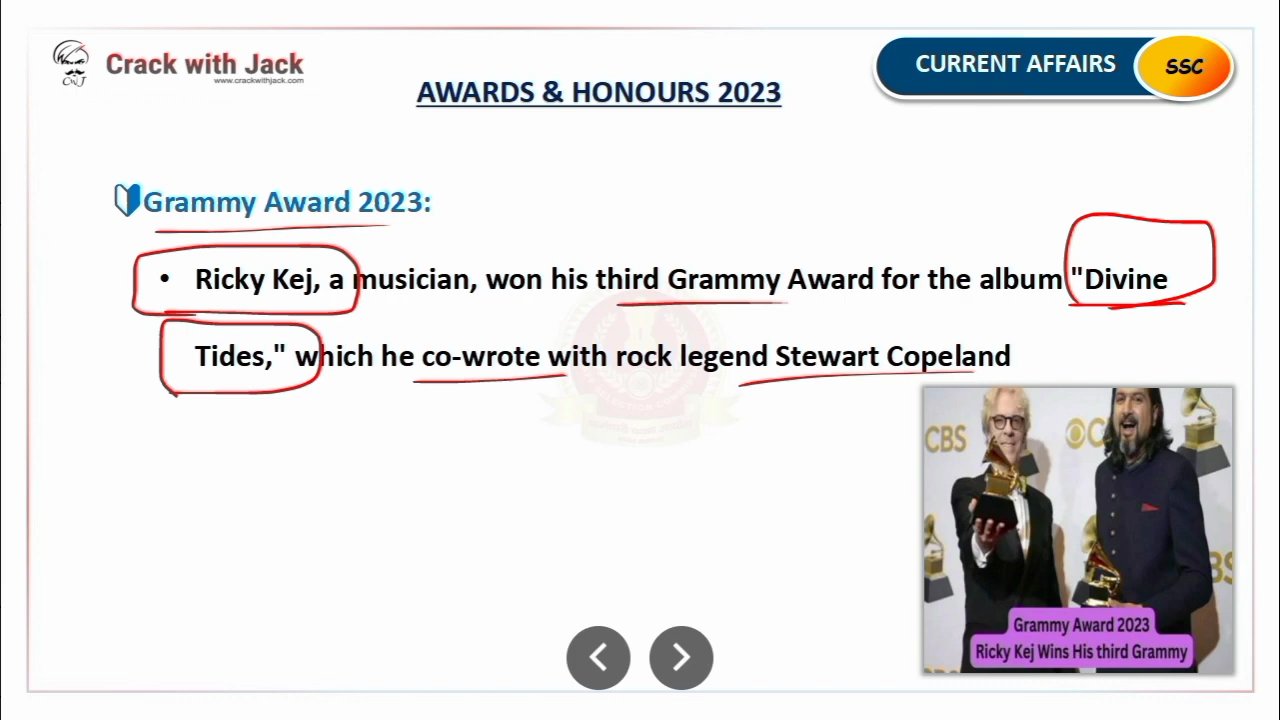 Crack with Jack
www.crackwithjack.com
CURRENT AFFAIRS
SSC
AWARDS & HONOURS 2023
Grammy Award 2023:
• Ricky Kej, a musician, won his third Grammy Award for the album "Divine
Tides," which he co-wrote with rock legend Stewart Copeland
CBS
CBS
Grammy Award 2023
Ricky Kej Wins His third Grammy